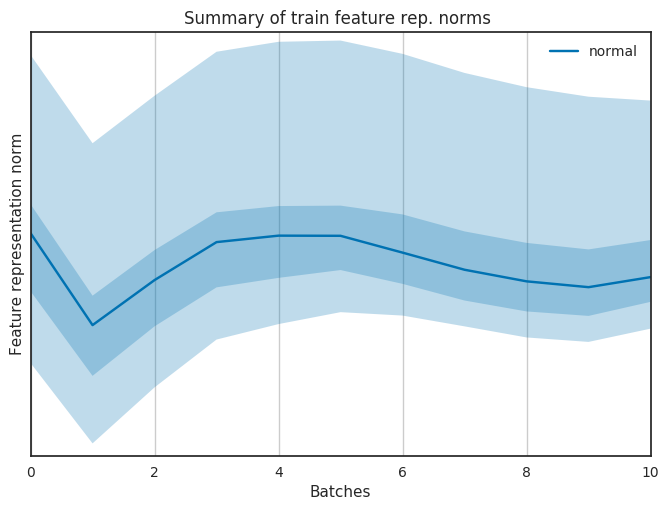 Summary of train feature rep. norms
normal
Feature representation norm
0 2 4 6 8 10
Batches